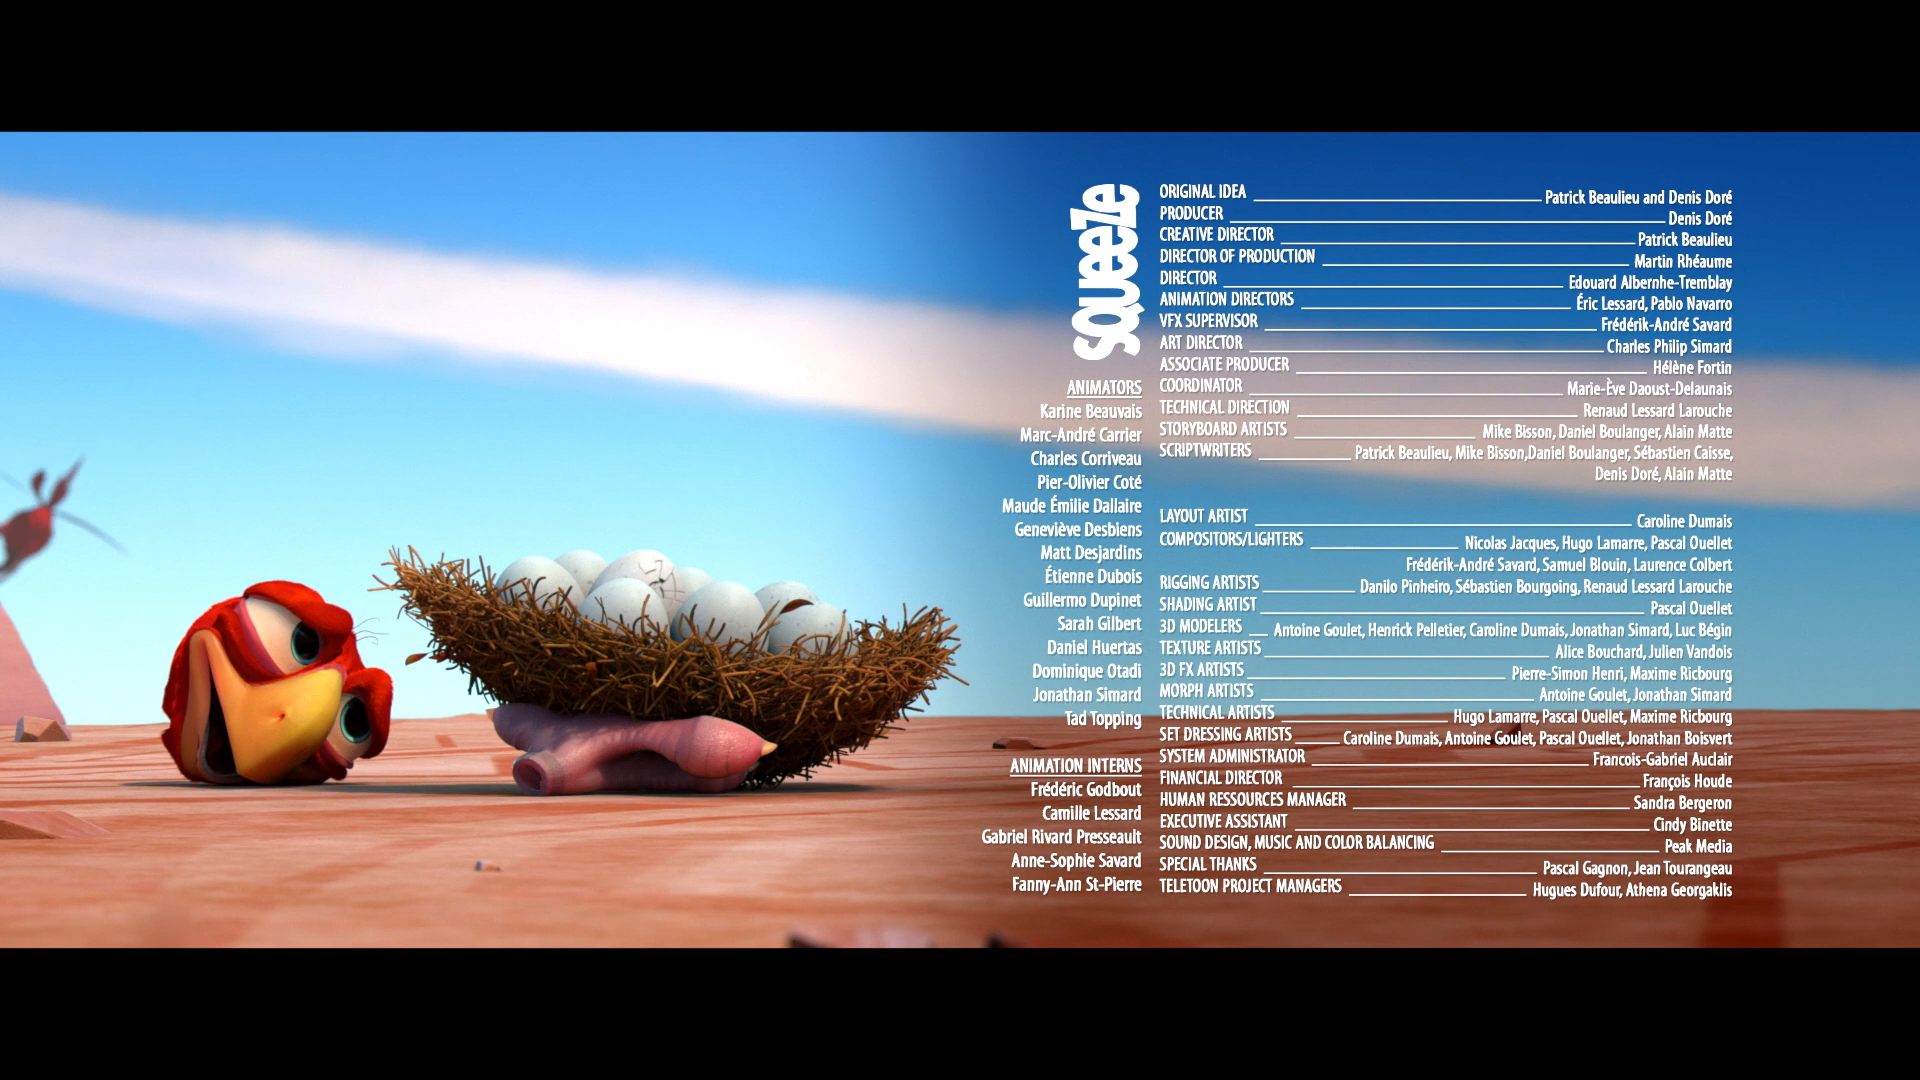 squeeze
ANIMATORS
Karine Beauvais
Marc-André Carrier
Charles Corriveau
Pier-Olivier Coté
Maude Émilie Dallaire
Geneviève Desbiens
Matt Desjardins
Étienne Dubois
Guillermo Dupinet
Sarah Gilbert
Daniel Huertas
Dominique Otadi
Jonathan Simard
Tad Topping
ANIMATION INTERNS
Frédéric Godbout
Camille Lessard
Gabriel Rivard Presseault
Anne-Sophie Savard
Fanny-Ann St-Pierre
ORIGINAL IDEA Patrick Beaulieu and Denis Doré
PRODUCER Denis Doré
CREATIVE DIRECTOR Patrick Beaulieu
DIRECTOR OF PRODUCTION Martin Rhéaume
DIRECTOR Edouard Albernhe-Tremblay
ANIMATION DIRECTORS Éric Lessard, Pablo Navarro
VFX SUPERVISOR Frédérik-André Savard
ART DIRECTOR Charles Philip Simard
ASSOCIATE PRODUCER Hélène Fortin
COORDINATOR Marie-Ève Daoust-Delaunais
TECHNICAL DIRECTION Renaud Lessard Larouche
STORYBOARD ARTISTS Mike Bisson, Daniel Boulanger, Alain Matte
SCRIPTWRITERS Patrick Beaulieu, Mike Bisson,Daniel Boulanger, Sébastien Caisse,
Denis Doré, Alain Matte
LAYOUT ARTIST Caroline Dumais
COMPOSITORS/LIGHTERS Nicolas Jacques, Hugo Lamarre, Pascal Ouellet
Frédérik-André Savard, Samuel Blouin, Laurence Colbert
RIGGING ARTISTS Danilo Pinheiro, Sébastien Bourgoing, Renaud Lessard Larouche
SHADING ARTIST Pascal Ouellet
3D MODELERS Antoine Goulet, Henrick Pelletier, Caroline Dumais, Jonathan Simard, Luc Bégin
TEXTURE ARTISTS Alice Bouchard, Julien Vandois
3D FX ARTISTS Pierre-Simon Henri, Maxime Ricbourg
MORPH ARTISTS Antoine Goulet, Jonathan Simard
TECHNICAL ARTISTS Hugo Lamarre, Pascal Ouellet, Maxime Ricbourg
SET DRESSING ARTISTS Caroline Dumais, Antoine Goulet, Pascal Ouellet, Jonathan Boisvert
SYSTEM ADMINISTRATOR Francois-Gabriel Auclair
FINANCIAL DIRECTOR François Houde
HUMAN RESSOURCES MANAGER Sandra Bergeron
EXECUTIVE ASSISTANT Cindy Binette
SOUND DESIGN, MUSIC AND COLOR BALANCING Peak Media
SPECIAL THANKS Pascal Gagnon, Jean Tourangeau
TELETOON PROJECT MANAGERS Hugues Dufour, Athena Georgaklis